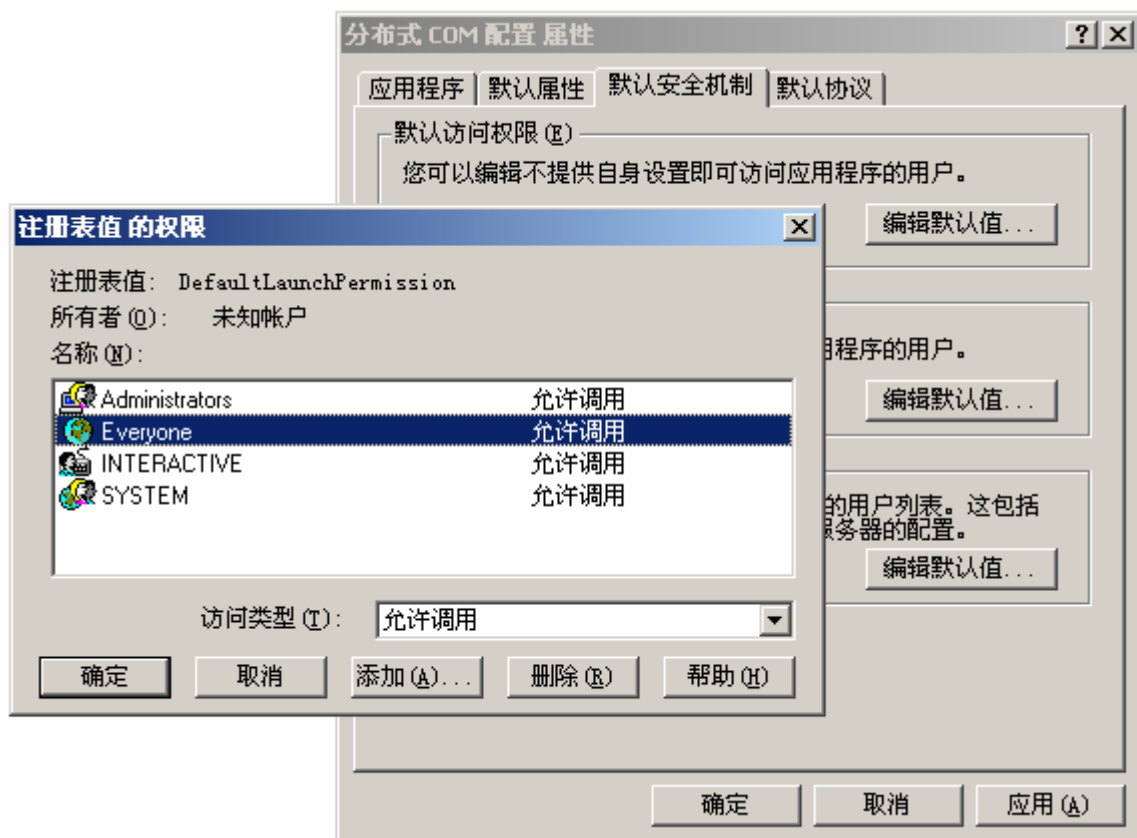 分布式 COM 配置 属性
应用程序
默认属性
默认安全机制
默认协议
默认访问权限(E)
您可以编辑不提供自身设置即可访问应用程序的用户。
编辑默认值...
用程序的用户。
编辑默认值...
的用户列表。这包括
服务器的配置。
编辑默认值...
确定
取消
应用(A)
注册表值 的权限
注册表值: DefaultLaunchPermission
所有者(O): 未知帐户
名称(N):
Administrators 允许调用
Everyone 允许调用
INTERACTIVE 允许调用
SYSTEM 允许调用
访问类型(T): 允许调用
确定
取消
添加(A)...
册除(R)
帮助(H)